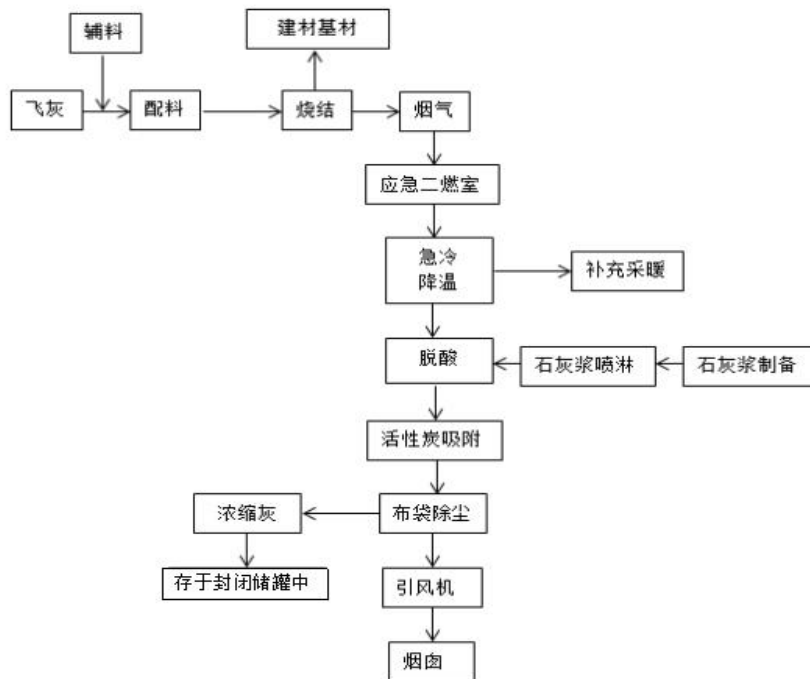 辅料
建材基材
飞灰
配料
烧结
烟气
应急二燃室
急冷
降温
补充采暖
脱酸
石灰浆喷淋
石灰浆制备
活性炭吸附
浓缩灰
布袋除尘
存于封闭储罐中
引风机
烟囱